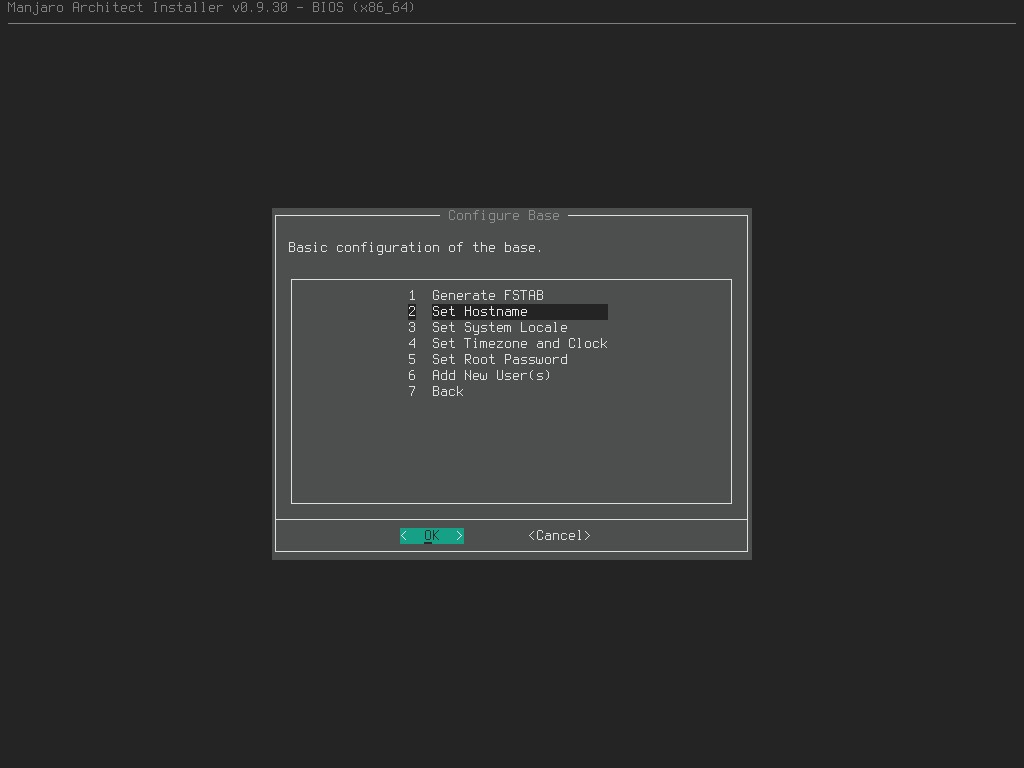 Manjaro Architect Installer v0.9.30 - BIOS (x86_64)
Configure Base
Basic configuration of the base.
1 Generate FSTAB
2 Set Hostname
3 Set System Locale
4 Set Timezone and Clock
5 Set Root Password
6 Add New User(s)
7 Back
< OK > <Cancel>